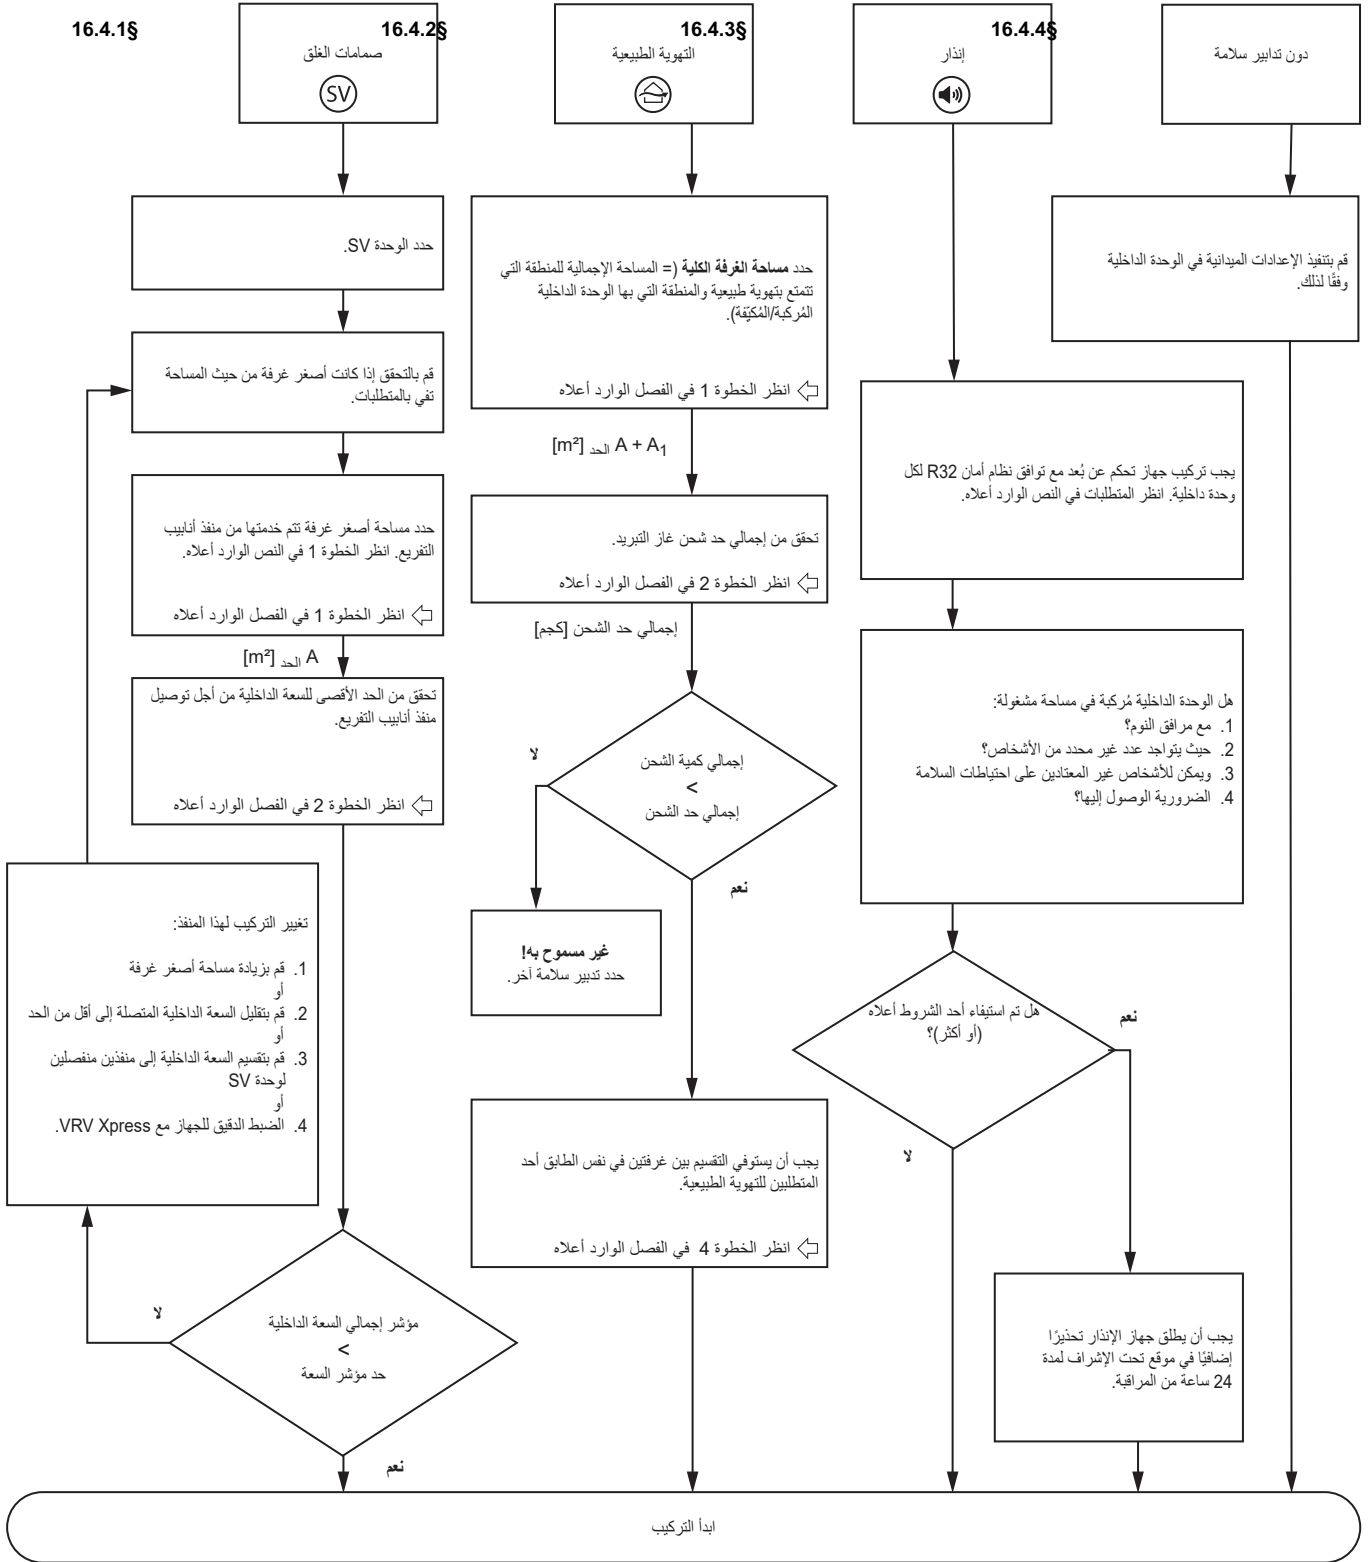 16.4.1§
16.4.2§
16.4.3§
16.4.4§
صمامات الغلق
SV
التهوية الطبيعية
إنذار
دون تدابير سلامة
حدد الوحدة SV.
قم بالتحقق إذا كانت أصغر غرفة من حيث المساحة
تفي بالمتطلبات.
حدد مساحة أصغر غرفة تتم خدمتها من منفذ أنابيب
التفريع. انظر الخطوة 1 في النص الوارد أعلاه.
انظر الخطوة 1 في الفصل الوارد أعلاه
A الحد [m²]
تحقق من الحد الأقصى للسعة الداخلية من أجل توصيل
منفذ أنابيب التفريع.
انظر الخطوة 2 في الفصل الوارد أعلاه
تغيير التركيب لهذا المنفذ:
1. قم بزيادة مساحة أصغر غرفة
أو
2. قم بتقليل السعة الداخلية المتصلة إلى أقل من الحد
أو
3. قم بتقسيم السعة الداخلية إلى منفذين منفصلين
لوحدة SV
أو
4. الضبط الدقيق للجهاز مع VRV Xpress.
لا
مؤشر إجمالي السعة الداخلية
<
حد مؤشر السعة
نعم
حدد مساحة الغرفة الكلية (= المساحة الإجمالية للمنطقة التي
تتمتع بتهوية طبيعية والمنطقة التي بها الوحدة الداخلية
المُركبة/المُكيّفة).
انظر الخطوة 1 في الفصل الوارد أعلاه
A + A1 الحد [m²]
تحقق من إجمالي حد شحن غاز التبريد.
انظر الخطوة 2 في الفصل الوارد أعلاه
إجمالي حد الشحن [كجم]
لا
إجمالي كمية الشحن
<
إجمالي حد الشحن
نعم
غير مسموح به!
حدد تدبير سلامة آخر.
يجب أن يستوفي التقسيم بين غرفتين في نفس الطابق أحد
المتطلبين للتهوية الطبيعية.
انظر الخطوة 4 في الفصل الوارد أعلاه
يجب تركيب جهاز تحكم عن بُعد مع توافق نظام أمان R32 لكل
وحدة داخلية. انظر المتطلبات في النص الوارد أعلاه.
هل الوحدة الداخلية مُركبة في مساحة مشغولة:
1. مع مرافق النوم؟
2. حيث يتواجد عدد غير محدد من الأشخاص؟
3. ويمكن للأشخاص غير المعتادين على احتياطات السلامة
4. الضرورية الوصول إليها؟
هل تم استيفاء أحد الشروط أعلاه
(أو أكثر)؟
نعم
لا
يجب أن يطلق جهاز الإنذار تحذيرًا
إضافيًا في موقع تحت الإشراف لمدة
24 ساعة من المراقبة.
قم بتنفيذ الإعدادات الميدانية في الوحدة الداخلية
وفقًا لذلك.
ابدأ التركيب